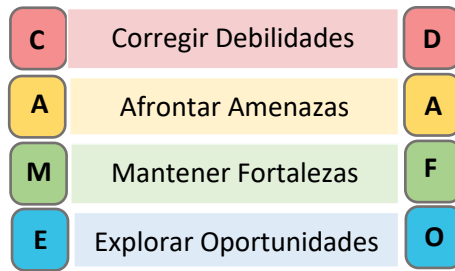 C Corregir Debilidades D
A Afrontar Amenazas A
M Mantener Fortalezas F
E Explorar Oportunidades O